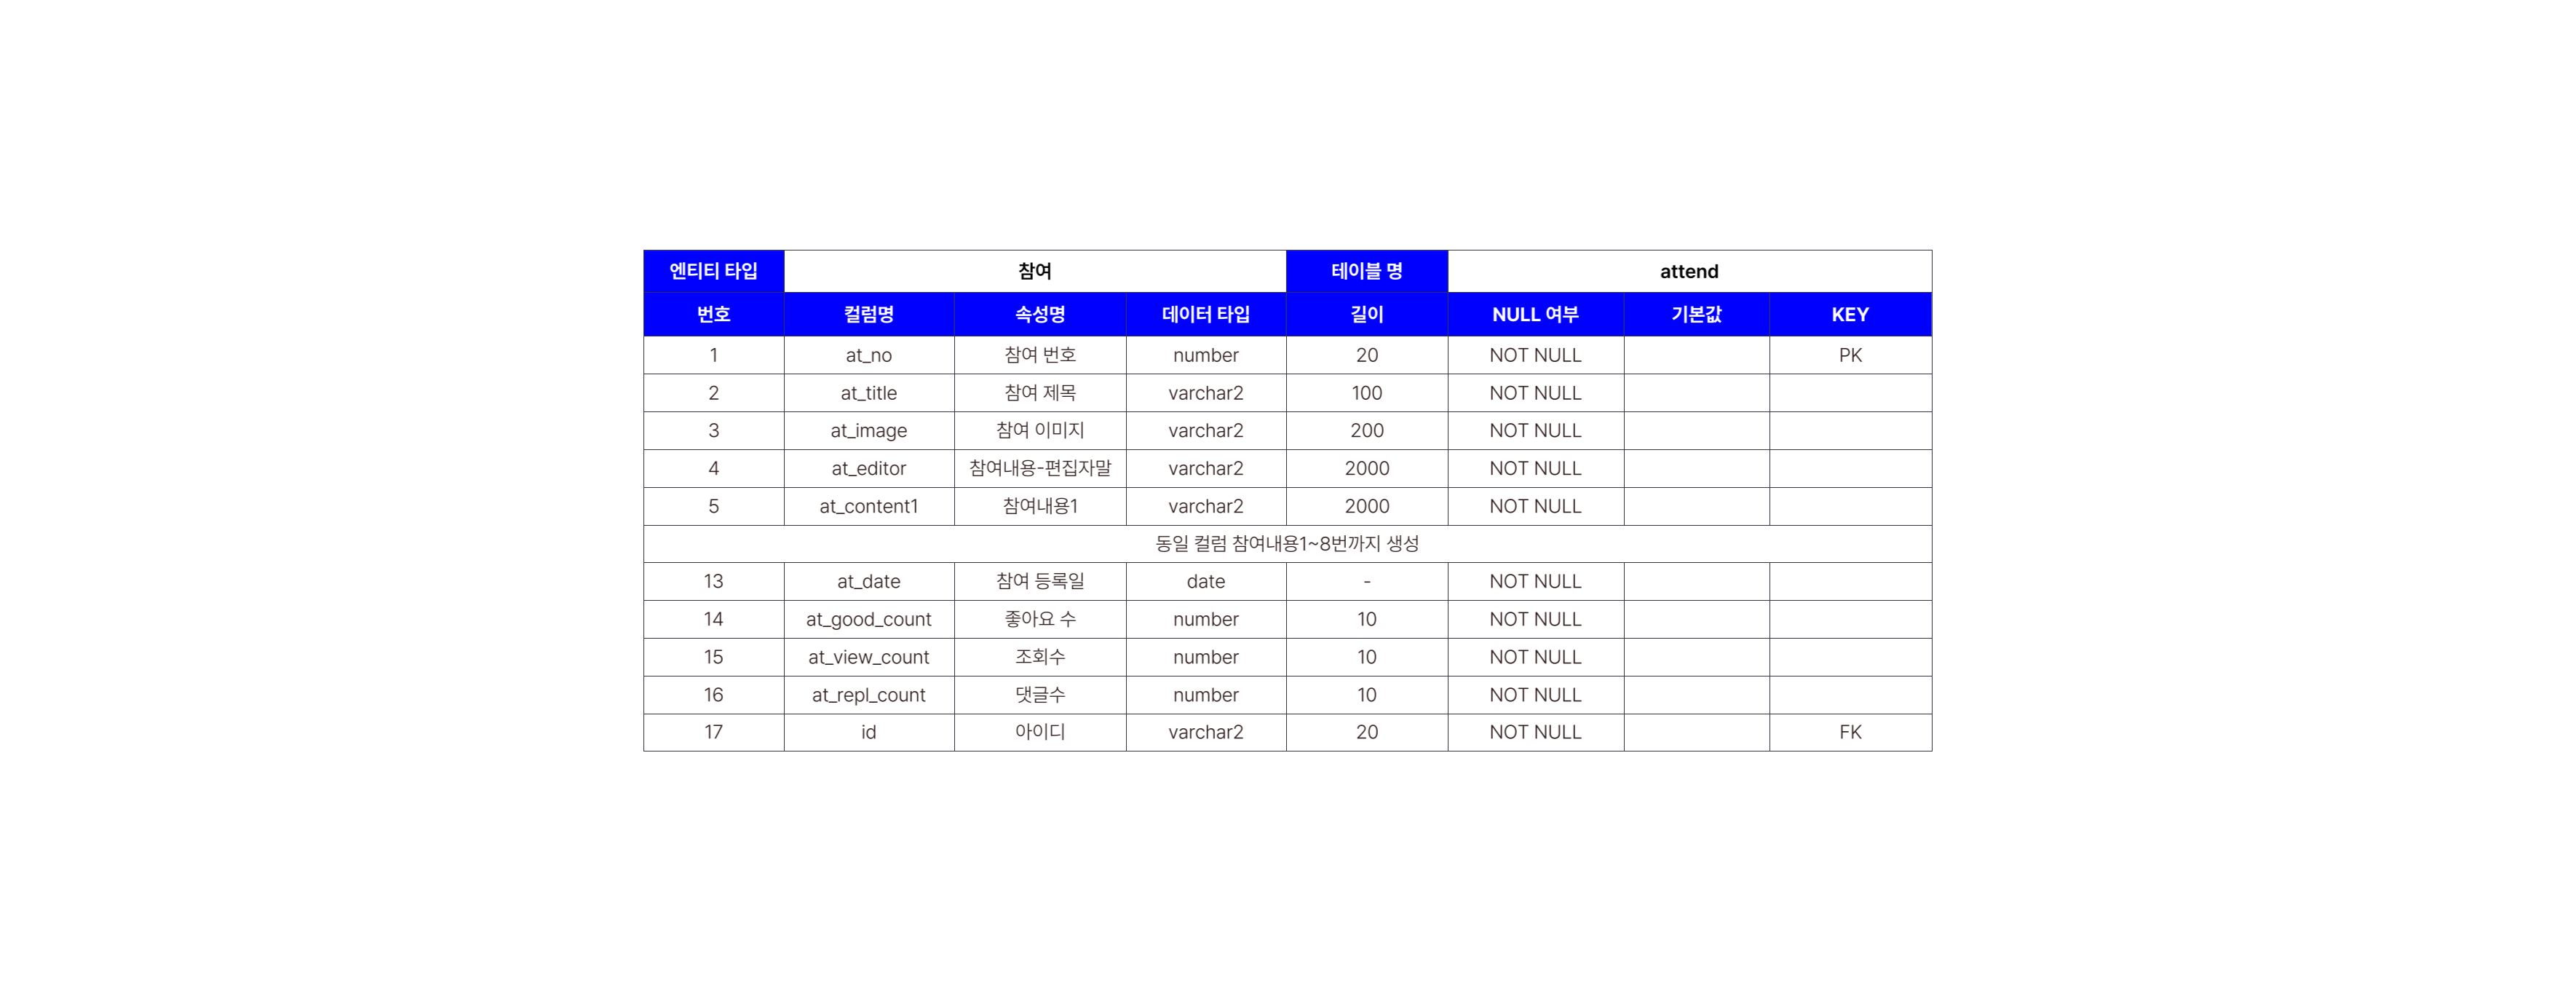 엔티티 타입 참여 테이블 명 attend
번호 컬럼명 속성명 데이터 타입 길이 NULL 여부 기본값 KEY
1 at_no 참여 번호 number 20 NOT NULL PK
2 at_title 참여 제목 varchar2 100 NOT NULL
3 at_image 참여 이미지 varchar2 200 NOT NULL
4 at_editor 참여내용-편집자말 varchar2 2000 NOT NULL
5 at_content1 참여내용1 varchar2 2000 NOT NULL
동일 컬럼 참여내용1~8번까지 생성
13 at_date 참여 등록일 date - NOT NULL
14 at_good_count 좋아요 수 number 10 NOT NULL
15 at_view_count 조회수 number 10 NOT NULL
16 at_repl_count 댓글수 number 10 NOT NULL
17 id 아이디 varchar2 20 NOT NULL FK